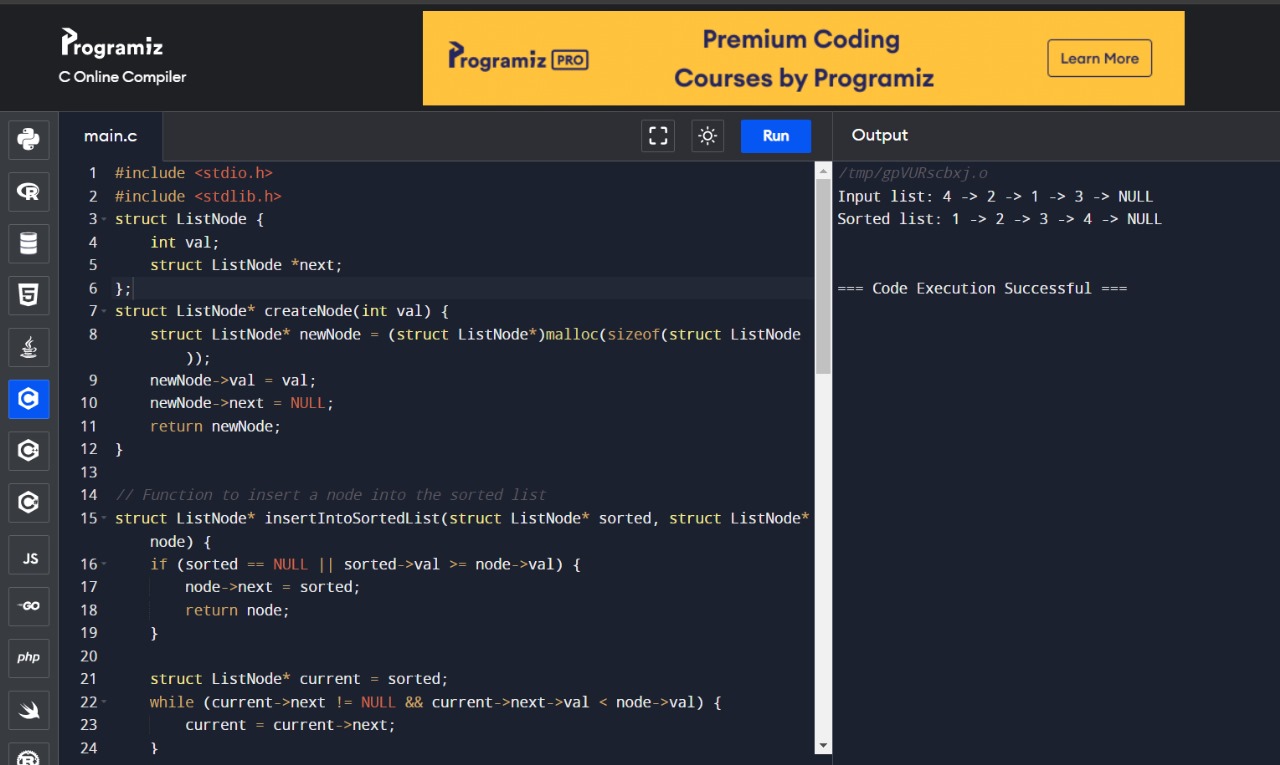 Programiz
C Online Compiler
Programiz PRO
Premium Coding
Courses by Programiz
Learn More
main.c
Run
Output
1 #include <stdio.h>
2 #include <stdlib.h>
3 struct ListNode {
4     int val;
5     struct ListNode *next;
6 };
7 struct ListNode* createNode(int val) {
8     struct ListNode* newNode = (struct ListNode*)malloc(sizeof(struct ListNode
        ));
9     newNode->val = val;
10     newNode->next = NULL;
11     return newNode;
12 }
13
14 // Function to insert a node into the sorted list
15 struct ListNode* insertIntoSortedList(struct ListNode* sorted, struct ListNode*
    node) {
16     if (sorted == NULL || sorted->val >= node->val) {
17         node->next = sorted;
18         return node;
19     }
20
21     struct ListNode* current = sorted;
22     while (current->next != NULL && current->next->val < node->val) {
23         current = current->next;
24     }
/tmp/gpVURscbxj.o
Input list: 4 -> 2 -> 1 -> 3 -> NULL
Sorted list: 1 -> 2 -> 3 -> 4 -> NULL
=== Code Execution Successful ===
R
5
C
C
C
JS
GO
php
R